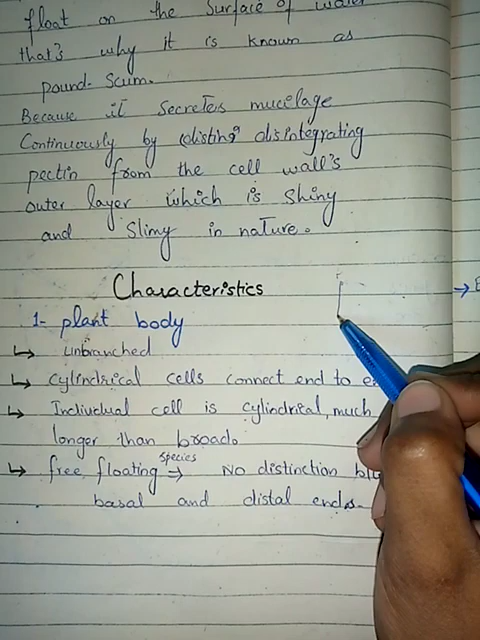 float on the Surface of water
that's why it is known as
pound-Scum.
Because it Secretes mucilage
Continuously by disintegrating
pectin from the cell wall's
outer layer which is Shiny
and Slimy in nature.
Characteristics
1- plant body
↳ Unbranched
↳ Cylindrical cells connect end to
↳ Individual cell is cylindrical, much
longer than broad.
↳ free floating species → No distinction
basal and distal ends.